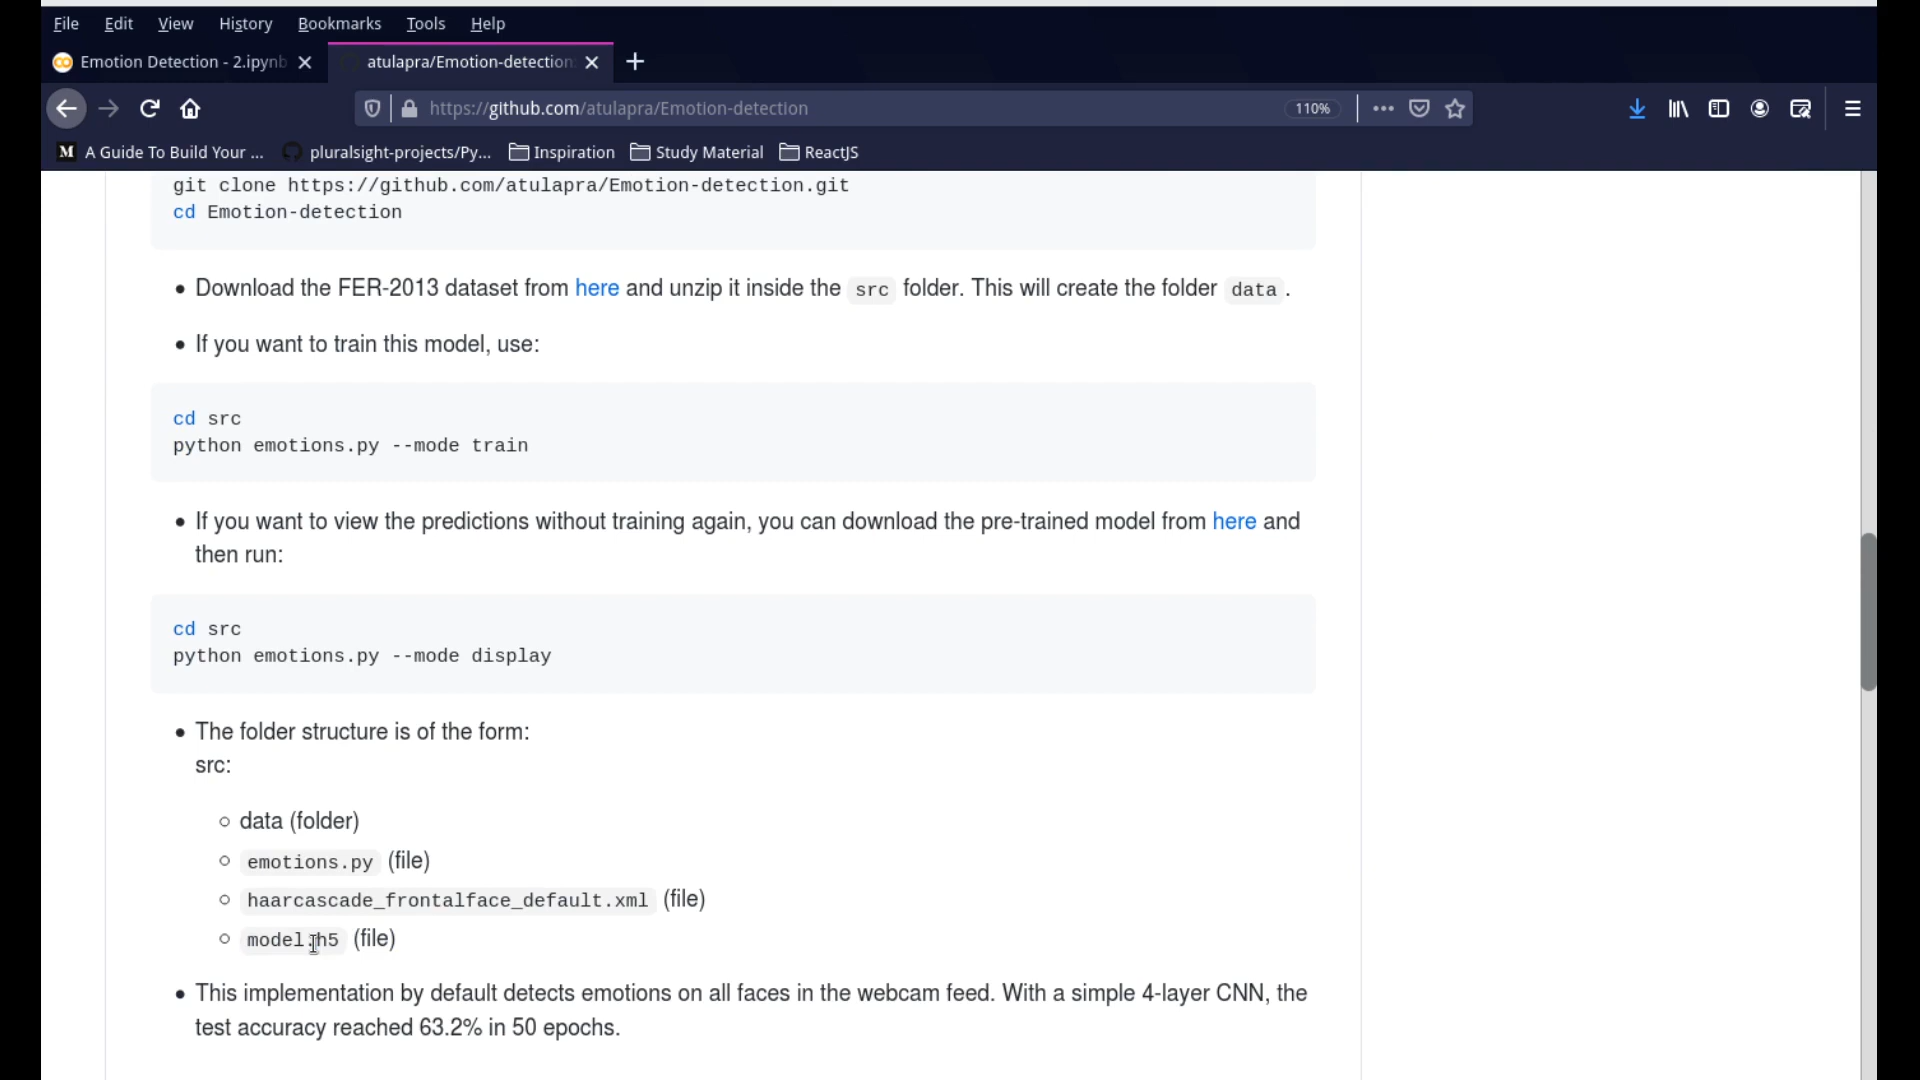 File Edit View History Bookmarks Tools Help
Emotion Detection - 2.ipynb atulapra/Emotion-detection:
https://github.com/atulapra/Emotion-detection 110%
M A Guide To Build Your ... pluralsight-projects/Py... Inspiration Study Material ReactJS
git clone https://github.com/atulapra/Emotion-detection.git
cd Emotion-detection
Download the FER-2013 dataset from here and unzip it inside the src folder. This will create the folder data.
If you want to train this model, use:
cd src
python emotions.py --mode train
If you want to view the predictions without training again, you can download the pre-trained model from here and
then run:
cd src
python emotions.py --mode display
The folder structure is of the form:
src:
data (folder)
emotions.py (file)
haarcascade_frontalface_default.xml (file)
model.h5 (file)
This implementation by default detects emotions on all faces in the webcam feed. With a simple 4-layer CNN, the
test accuracy reached 63.2% in 50 epochs.